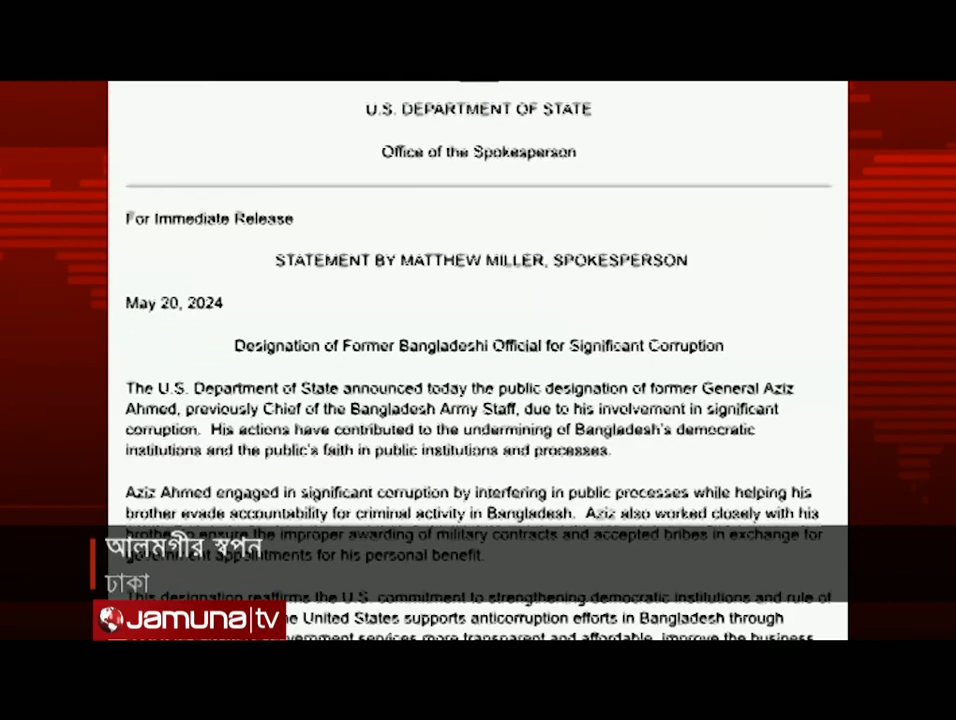 U.S. DEPARTMENT OF STATE
Office of the Spokesperson
For Immediate Release
STATEMENT BY MATTHEW MILLER, SPOKESPERSON
May 20, 2024
Designation of Former Bangladeshi Official for Significant Corruption
The U.S. Department of State announced today the public designation of former General Aziz
Ahmed, previously Chief of the Bangladesh Army Staff, due to his involvement in significant
corruption. His actions have contributed to the undermining of Bangladesh's democratic
institutions and the public's faith in public institutions and processes.
Aziz Ahmed engaged in significant corruption by interfering in public processes while helping his
brother evade accountability for criminal activity in Bangladesh. Aziz also worked closely with his
brother to ensure the improper awarding of military contracts and accepted bribes in exchange for
আলমগীর স্বপন
government appointments for his personal benefit.
ঢাকা
This designation reaffirms the U.S. commitment to strengthening democratic institutions and rule of
Jamuna|tv
United States supports anticorruption efforts in Bangladesh through
services more transparent and affordable, improve the business